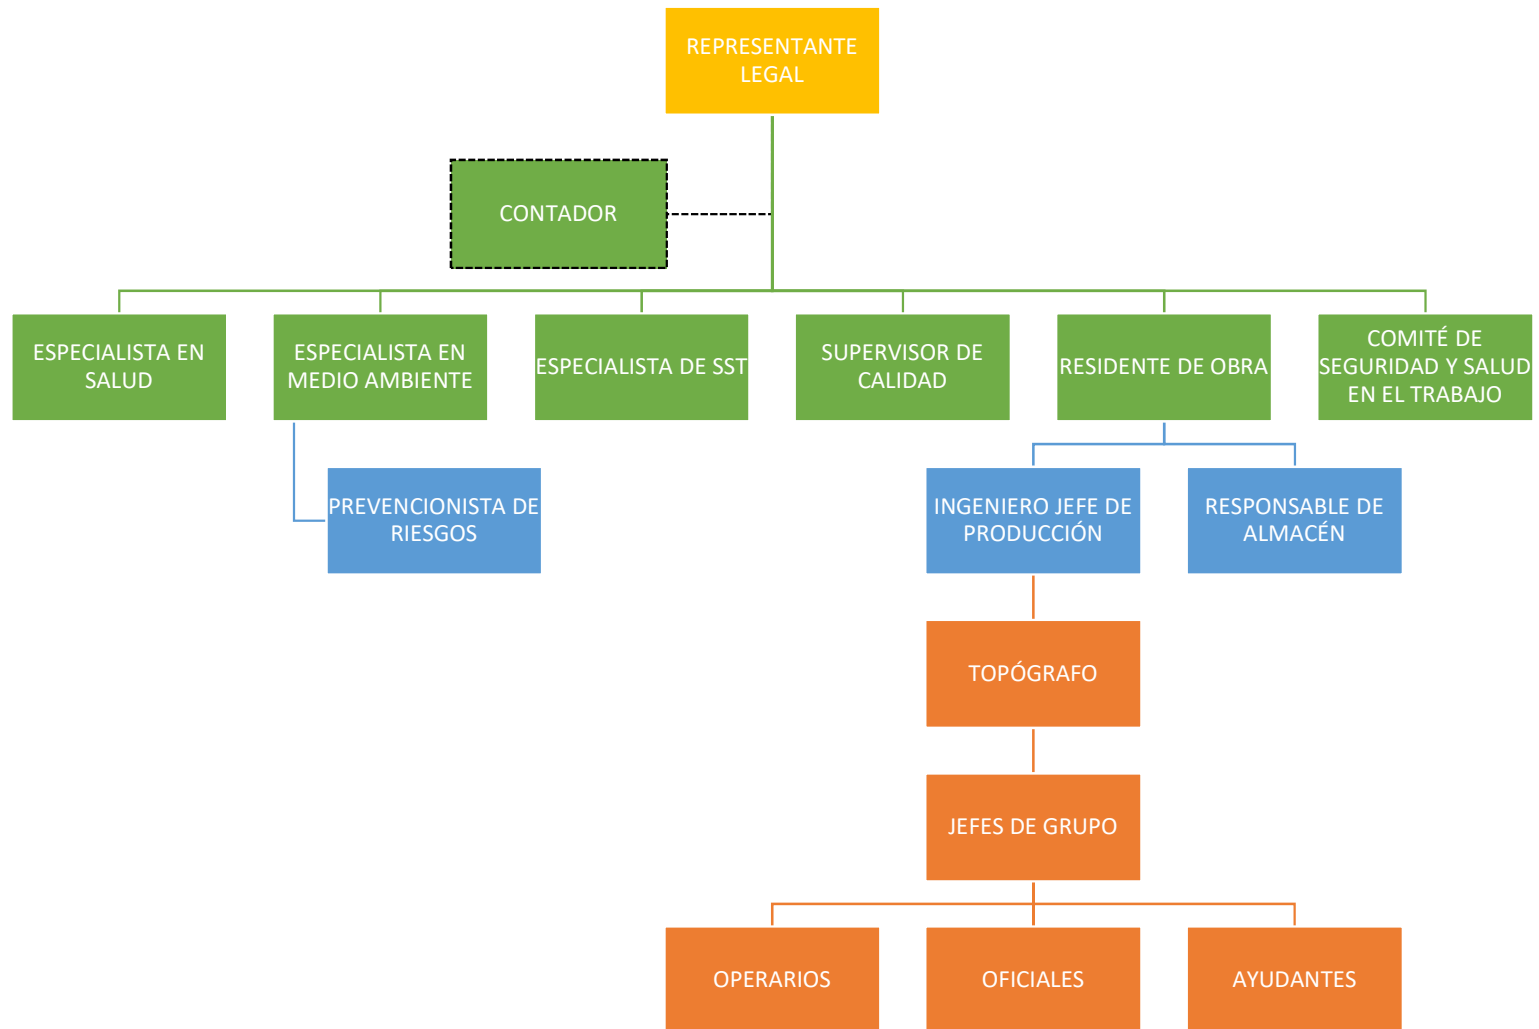 REPRESENTANTE
LEGAL
CONTADOR
ESPECIALISTA EN
SALUD
ESPECIALISTA EN
MEDIO AMBIENTE
ESPECIALISTA DE SST
SUPERVISOR DE
CALIDAD
RESIDENTE DE OBRA
COMITÉ DE
SEGURIDAD Y SALUD
EN EL TRABAJO
PREVENCIONISTA DE
RIESGOS
INGENIERO JEFE DE
PRODUCCIÓN
RESPONSABLE DE
ALMACÉN
TOPÓGRAFO
JEFES DE GRUPO
OPERARIOS
OFICIALES
AYUDANTES